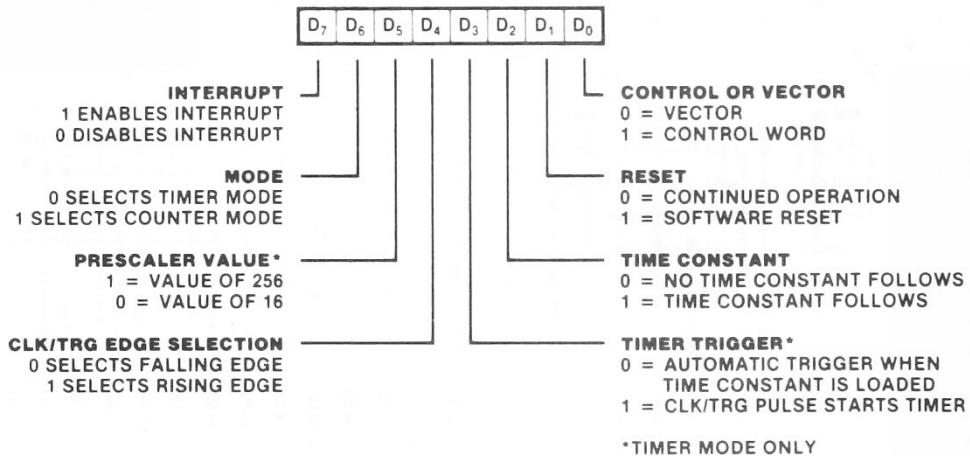 D7 D6 D5 D4 D3 D2 D1 D0
INTERRUPT
1 ENABLES INTERRUPT
0 DISABLES INTERRUPT
MODE
0 SELECTS TIMER MODE
1 SELECTS COUNTER MODE
PRESCALER VALUE*
1 = VALUE OF 256
0 = VALUE OF 16
CLK/TRG EDGE SELECTION
0 SELECTS FALLING EDGE
1 SELECTS RISING EDGE
CONTROL OR VECTOR
0 = VECTOR
1 = CONTROL WORD
RESET
0 = CONTINUED OPERATION
1 = SOFTWARE RESET
TIME CONSTANT
0 = NO TIME CONSTANT FOLLOWS
1 = TIME CONSTANT FOLLOWS
TIMER TRIGGER*
0 = AUTOMATIC TRIGGER WHEN
TIME CONSTANT IS LOADED
1 = CLK/TRG PULSE STARTS TIMER
*TIMER MODE ONLY